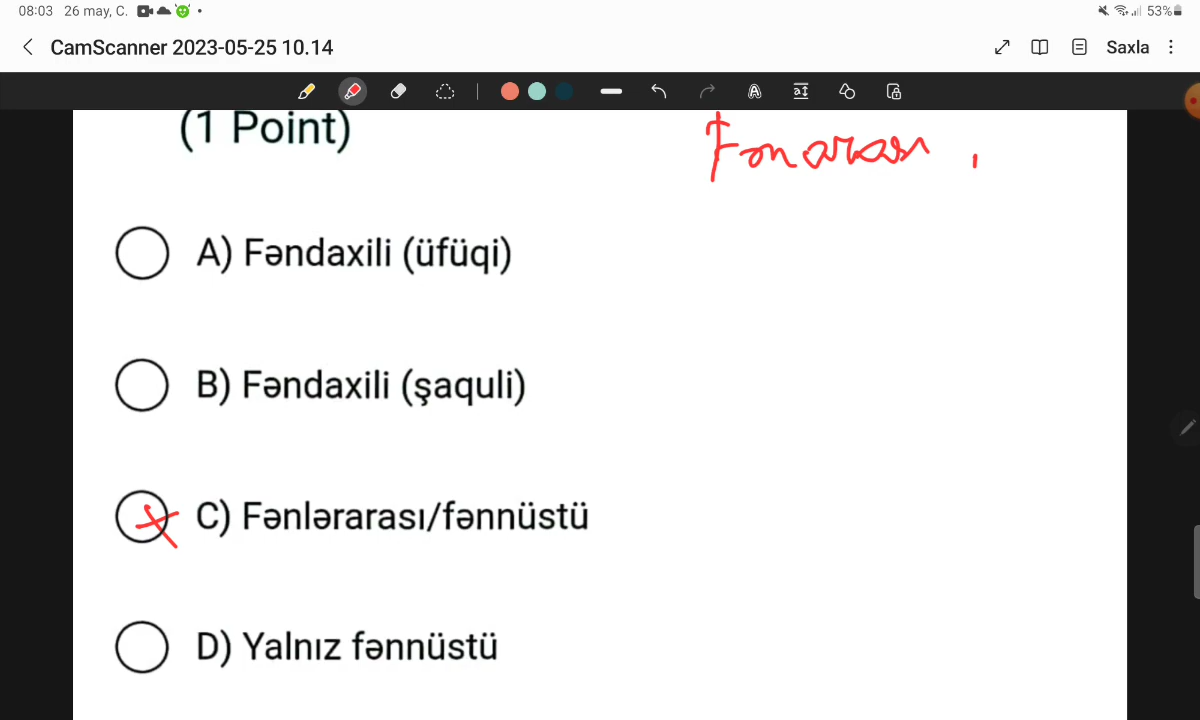 08:03 26 may, C.
53%
CamScanner 2023-05-25 10.14
Saxla
(1 Point)
Fənarası
A) Fəndaxili (üfüqi)
B) Fəndaxili (şaquli)
C) Fənlərarası/fənnüstü
D) Yalnız fənnüstü